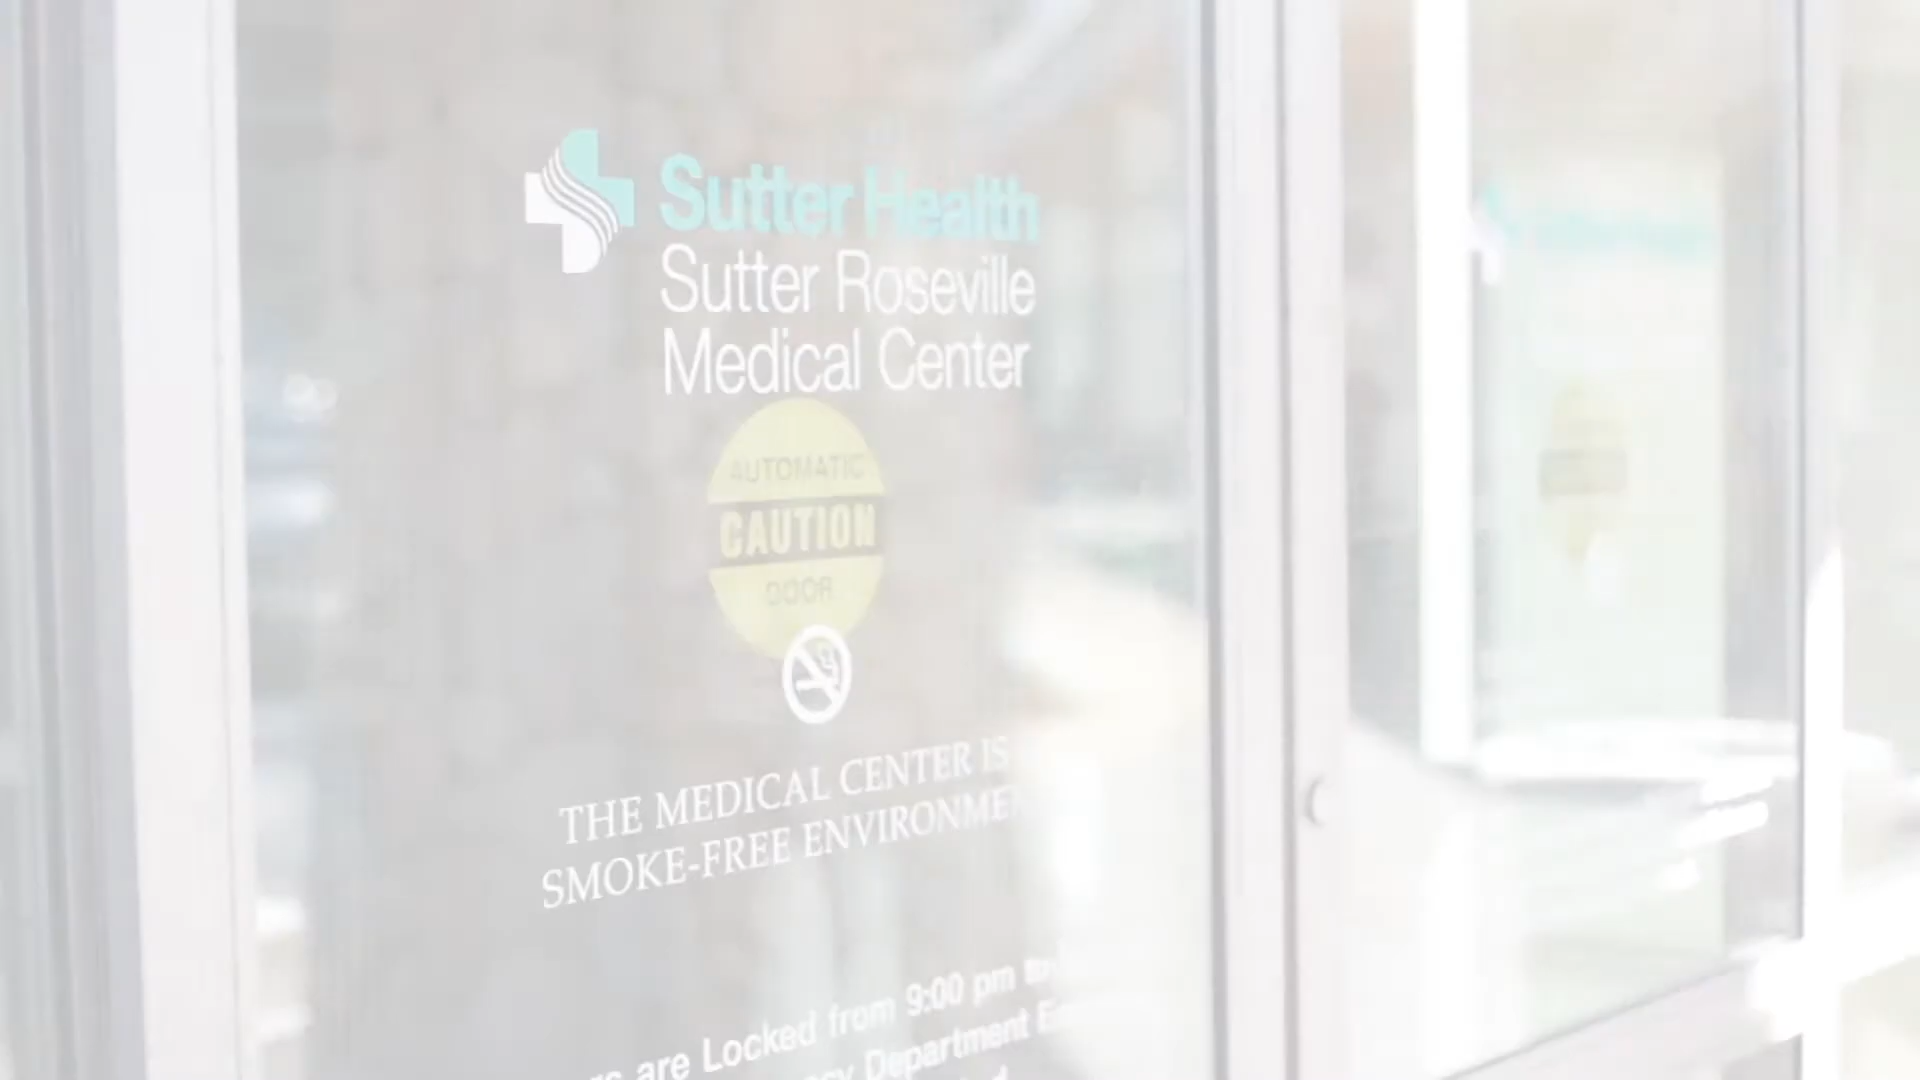 Sutter Health
Sutter Roseville
Medical Center
AUTOMATIC
CAUTION
DOOR
THE MEDICAL CENTER IS
SMOKE-FREE
are Locked from 9:00 pm to
Department